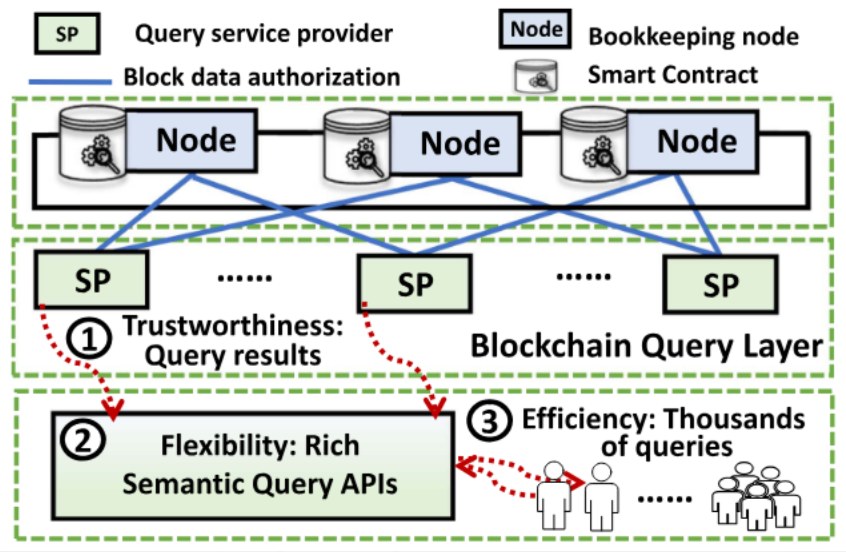 SP Query service provider
Node Bookkeeping node
Block data authorization
Smart Contract
Node Node Node
SP ...... SP ...... SP
1 Trustworthiness:
Query results
Blockchain Query Layer
2 Flexibility: Rich
Semantic Query APIs
3 Efficiency: Thousands
of queries
......